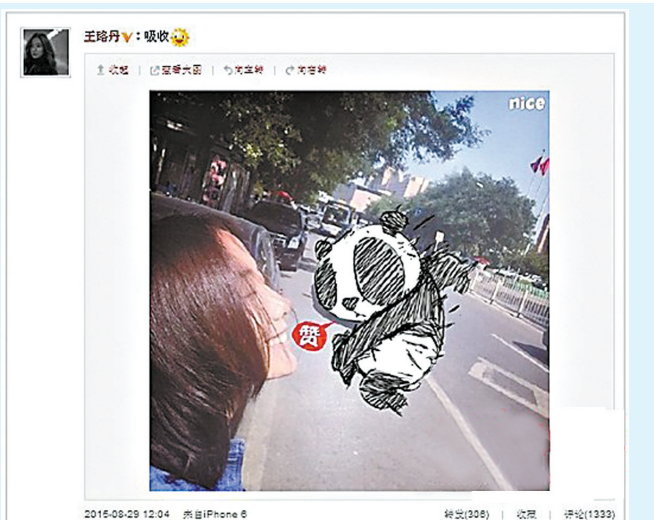 王珞丹V：吸收
收起 | 查看大图 | 向左转 | 向右转
nice
赞
2015-08-29 12:04 来自iPhone 6
转发(306) | 收藏 | 评论(1333)